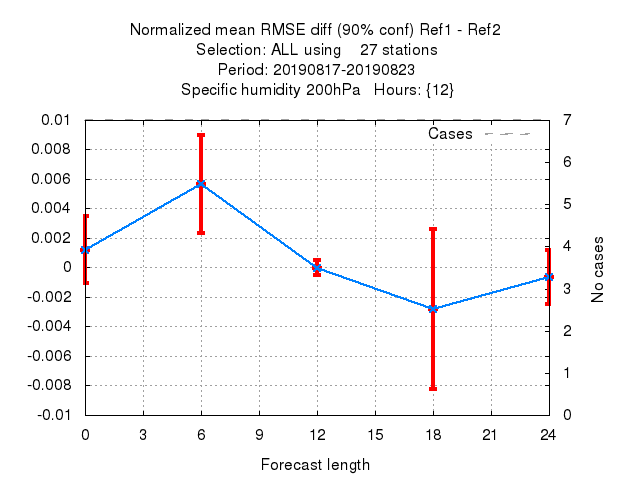 Normalized mean RMSE diff (90% conf) Ref1 - Ref2
Selection: ALL using    27 stations
Period: 20190817-20190823
Specific humidity 200hPa   Hours: {12}
Cases
0.01
0.008
0.006
0.004
0.002
0
-0.002
-0.004
-0.006
-0.008
-0.01
7
6
5
4
3
2
1
0
No cases
0 3 6 9 12 15 18 21 24
Forecast length